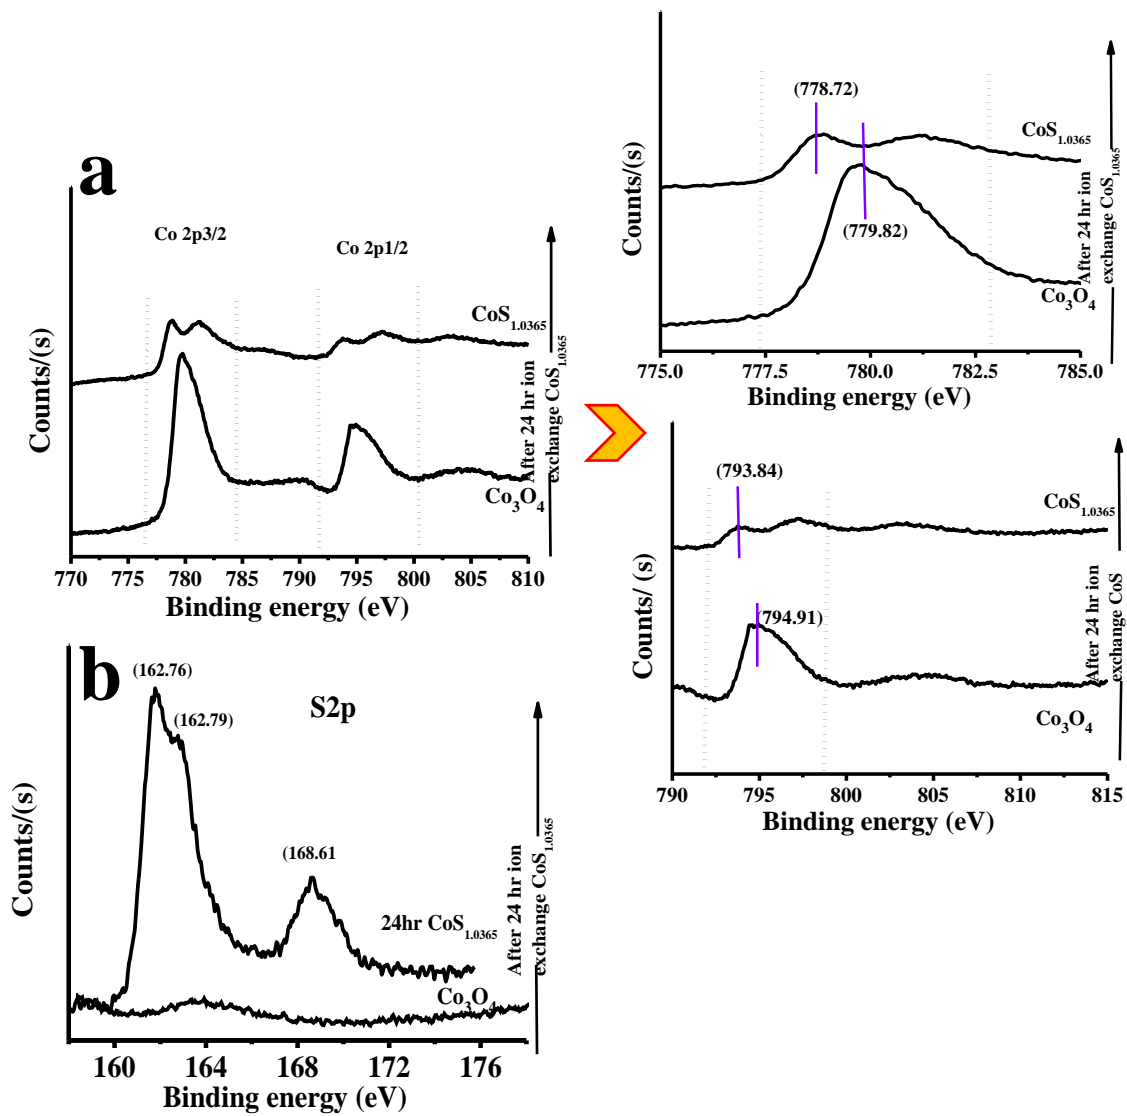 a
Co 2p3/2
Co 2p1/2
CoS1.0365
Co3O4
Counts/(s)
770 775 780 785 790 795 800 805 810
Binding energy (eV)
After 24 hr ion
exchange CoS1.0365
(778.72)
(779.82)
CoS1.0365
Co3O4
Counts/(s)
775.0 777.5 780.0 782.5 785.0
Binding energy (eV)
After 24 hr ion
exchange CoS1.0365
(793.84)
(794.91)
CoS1.0365
Co3O4
Counts/ (s)
790 795 800 805 810 815
Binding energy (eV)
After 24 hr ion
exchange CoS
b
(162.76)
(162.79)
S2p
(168.61
24hr CoS1.0365
Co3O4
Counts/(s)
160 164 168 172 176
Binding energy (eV)
After 24 hr ion
exchange CoS1.0365